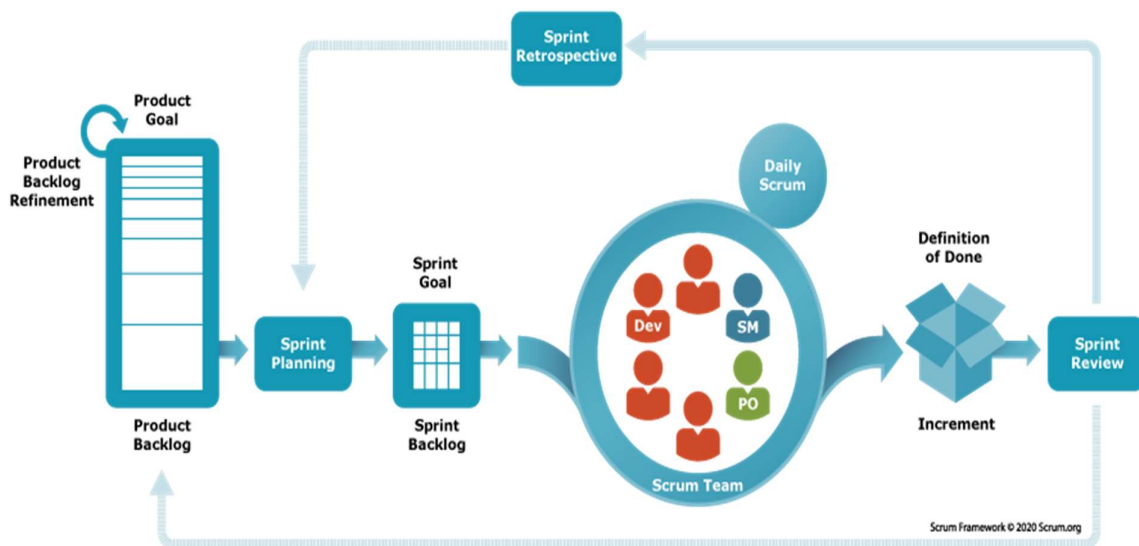 Sprint
Retrospective
Product
Goal
Product
Backlog
Refinement
Daily
Scrum
Definition
of Done
Sprint
Goal
Dev
SM
Sprint
Planning
Sprint
Review
PO
Product
Backlog
Sprint
Backlog
Increment
Scrum Team
Scrum Framework © 2020 Scrum.org